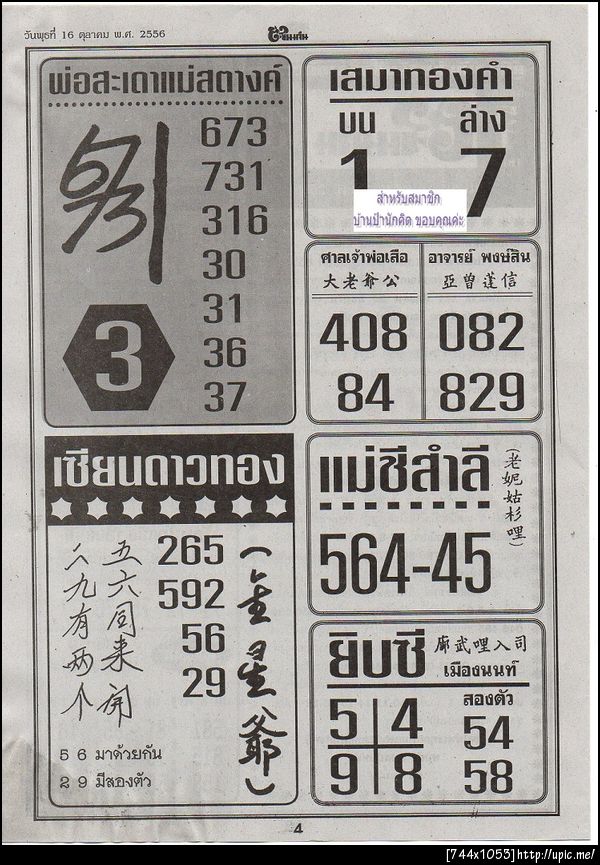 วันพุธที่ 16 ตุลาคม พ.ศ. 2556
พ่อสะเดาแม่สตางค์
673
731
316
30
31
36
37
3
เสมาทองคำ
บน ล่าง
1 7
สำหรับสมาชิก
บ้านป้านักคิด ขอบคุณค่ะ
ศาลเจ้าพ่อเสือ
大老爺公
408
84
อาจารย์ พงษ์สิน
亞曾蓬信
082
829
เซียนดาวทอง
五六同来開
二九有两个
265
592
56
29
(金星爺)
5 6 มาด้วยกัน
2 9 มีสองตัว
แม่ชีสำลี
(老妮姑杉哩)
564-45
ยิบซี
廊武哩入司
เมืองนนท์
5 4
9 8
สองตัว
54
58
4
[744x1053]http://upic.me/